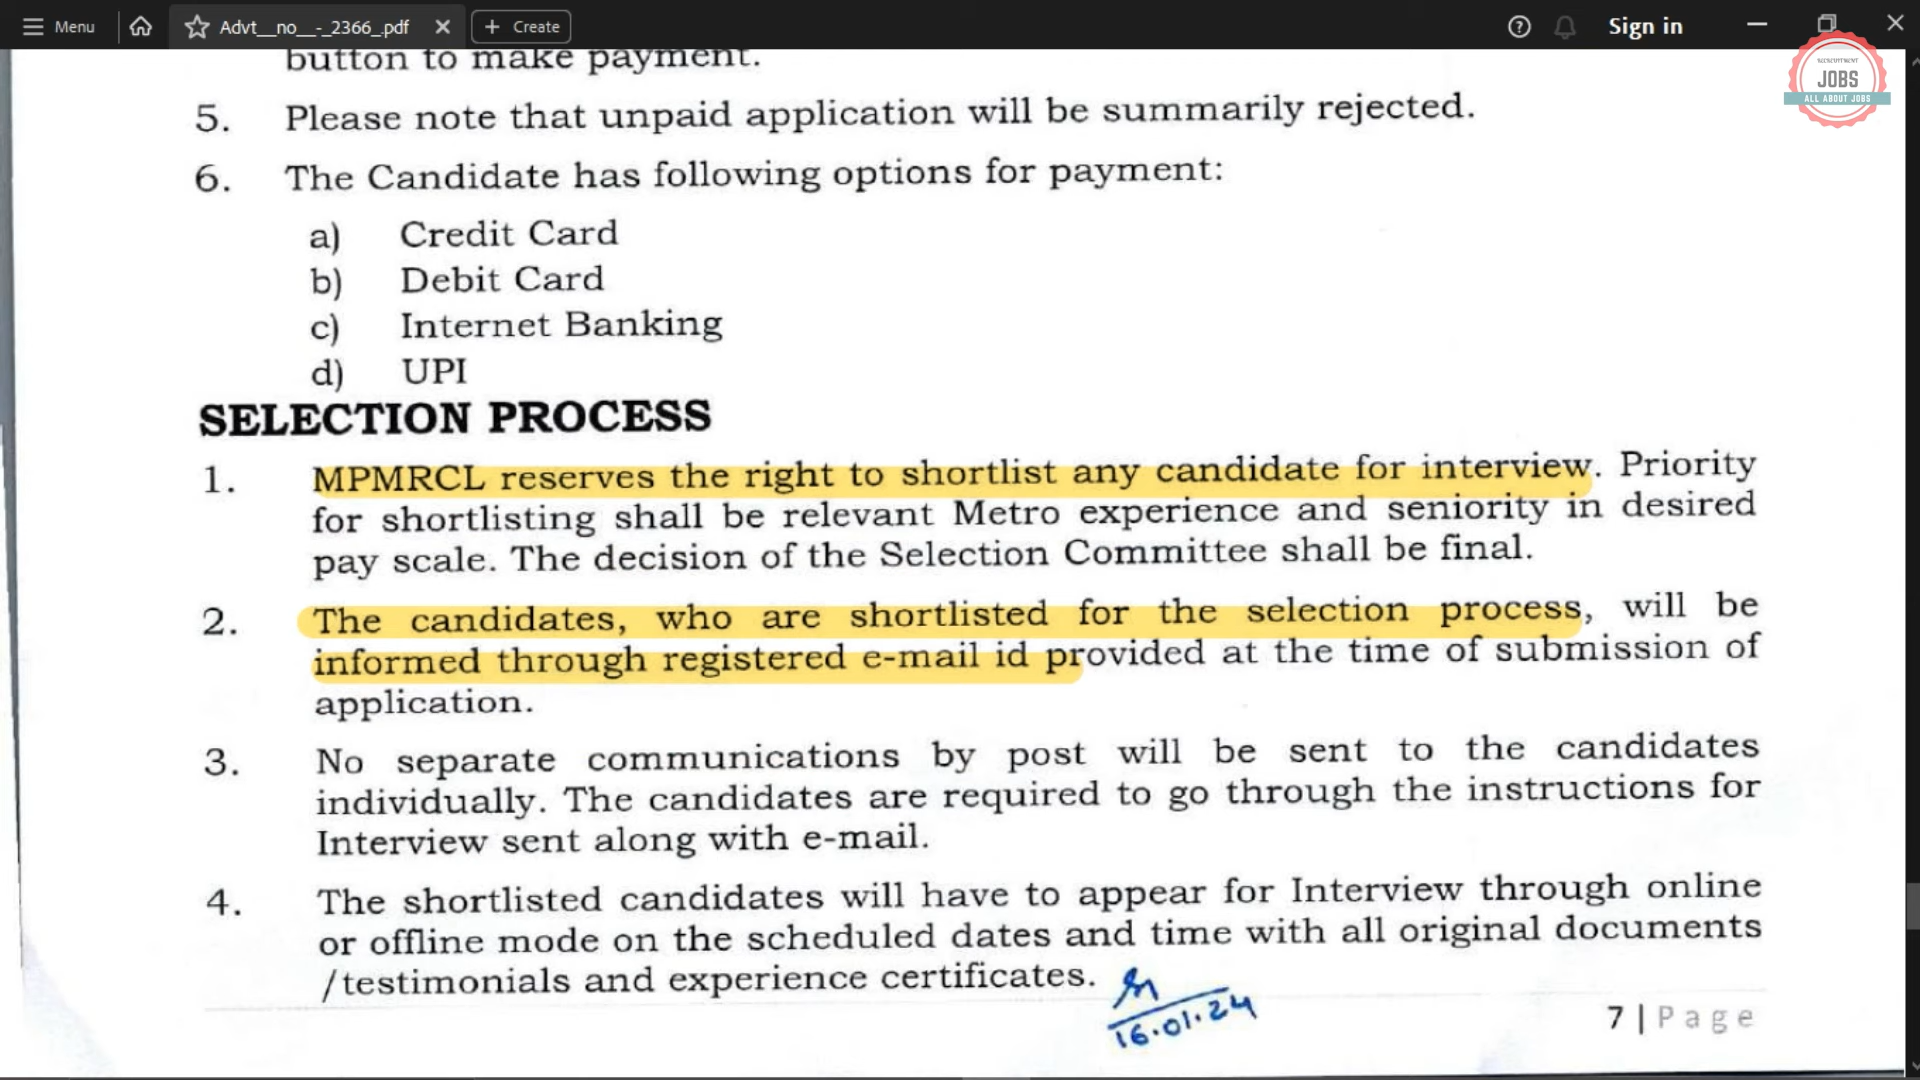 Menu
Advt__no__-_2366_.pdf
Create
Sign in
RECRUITMENT
JOBS
ALL ABOUT JOBS
button to make payment.
5. Please note that unpaid application will be summarily rejected.
6. The Candidate has following options for payment:
a) Credit Card
b) Debit Card
c) Internet Banking
d) UPI
SELECTION PROCESS
1. MPMRCL reserves the right to shortlist any candidate for interview. Priority
for shortlisting shall be relevant Metro experience and seniority in desired
pay scale. The decision of the Selection Committee shall be final.
2. The candidates, who are shortlisted for the selection process, will be
informed through registered e-mail id provided at the time of submission of
application.
3. No separate communications by post will be sent to the candidates
individually. The candidates are required to go through the instructions for
Interview sent along with e-mail.
4. The shortlisted candidates will have to appear for Interview through online
or offline mode on the scheduled dates and time with all original documents
/testimonials and experience certificates.
16.01.24
7 | Page